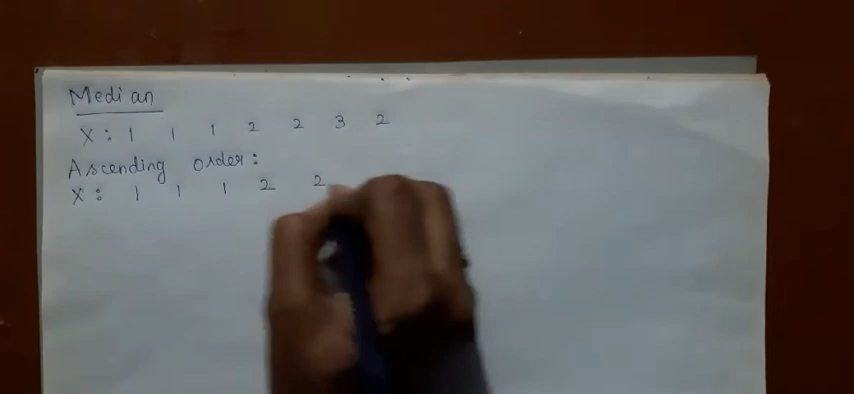 Median
X : 1 1 1 2 2 3 2
Ascending order:
X : 1 1 1 2 2